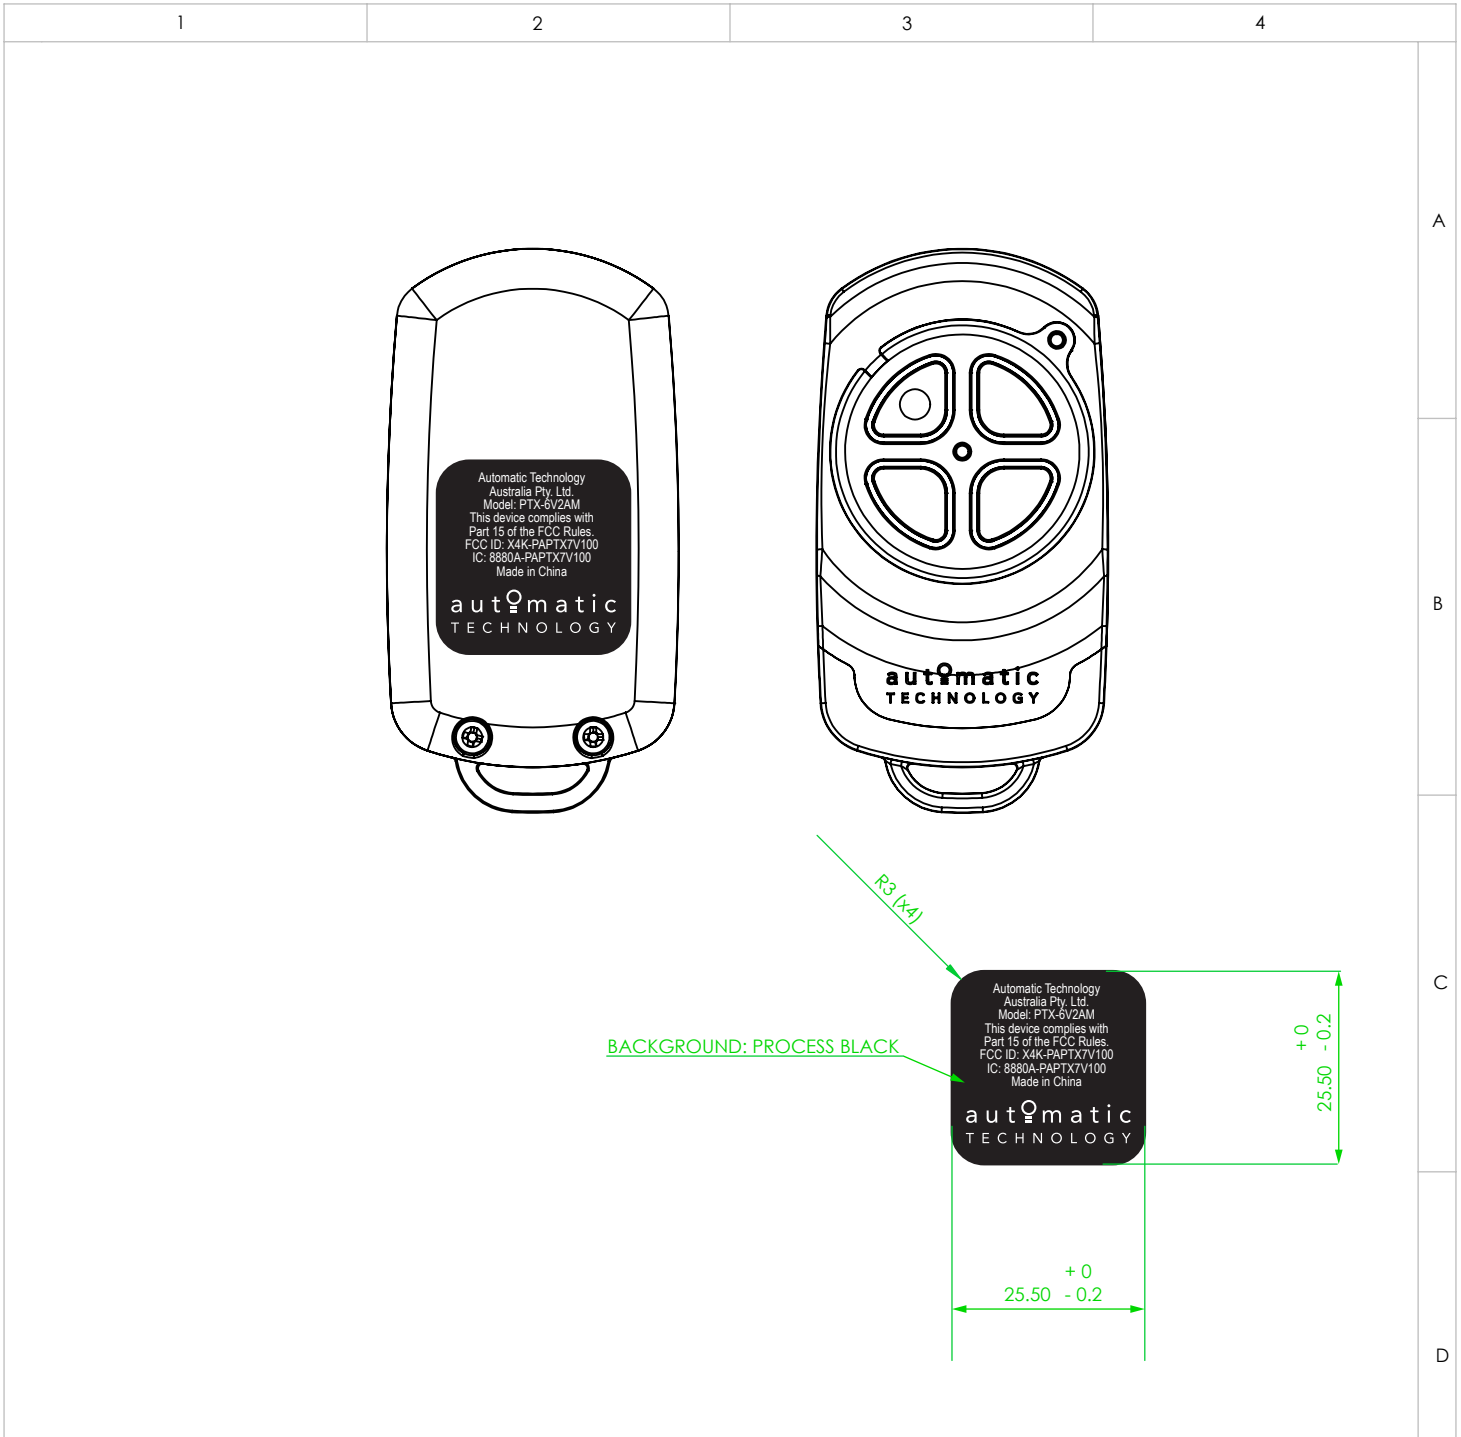 1 2 3 4
A
B
C
D
Automatic Technology
Australia Pty. Ltd.
Model: PTX-6V2AM
This device complies with
Part 15 of the FCC Rules.
FCC ID: X4K-PAPTX7V100
IC: 8880A-PAPTX7V100
Made in China
automatic
TECHNOLOGY
automatic
TECHNOLOGY
R3 (x4)
BACKGROUND: PROCESS BLACK
Automatic Technology
Australia Pty. Ltd.
Model: PTX-6V2AM
This device complies with
Part 15 of the FCC Rules.
FCC ID: X4K-PAPTX7V100
IC: 8880A-PAPTX7V100
Made in China
automatic
TECHNOLOGY
+ 0
25.50 - 0.2
+ 0
25.50 - 0.2